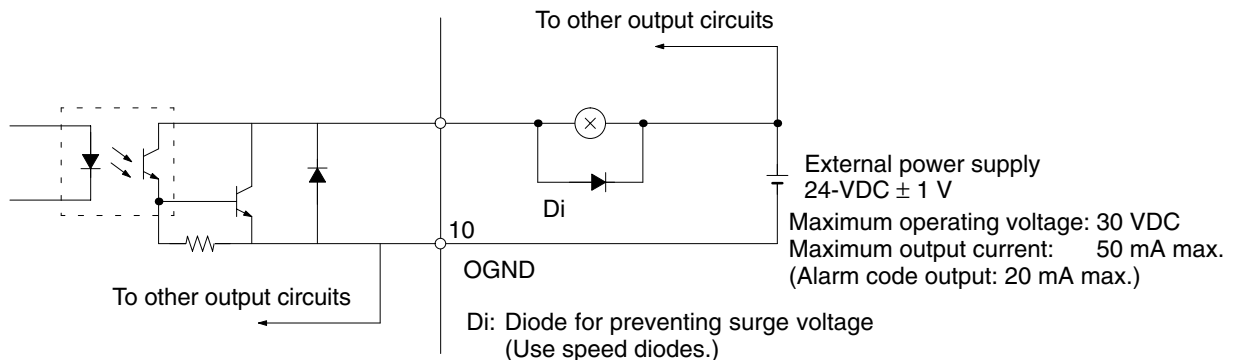 To other output circuits
External power supply
24-VDC ± 1 V
Di
Maximum operating voltage: 30 VDC
10
Maximum output current: 50 mA max.
OGND
(Alarm code output: 20 mA max.)
To other output circuits
Di: Diode for preventing surge voltage
(Use speed diodes.)